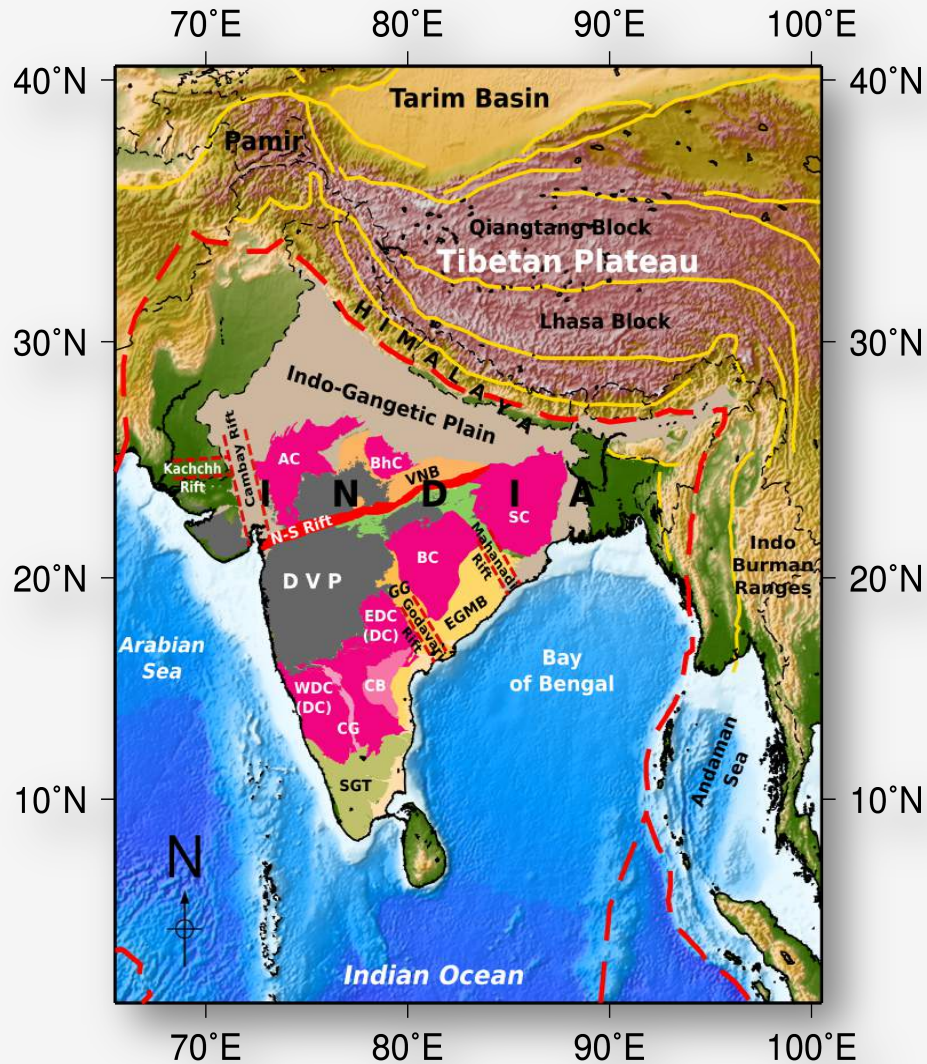 70°E 80°E 90°E 100°E
40°N 40°N
Tarim Basin
Pamir
Qiangtang Block
Tibetan Plateau
Lhasa Block
30°N 30°N
HIMALAYA
Indo-Gangetic Plain
Cambay Rift
AC
BhC
Kachchh
Rift
VNB
INDIA
SC
N-S Rift
Mahanadi
Rift
Indo
Burman
Ranges
BC
DVP
20°N 20°N
GG
Godavari
Rift
EGMB
EDC
(DC)
Arabian
Sea
Bay
of Bengal
WDC
(DC)
CB
CG
Andaman
Sea
SGT
10°N 10°N
N
Indian Ocean
70°E 80°E 90°E 100°E